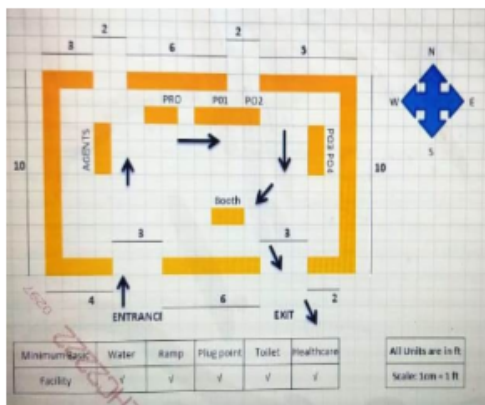 2
2
3
6
3
N
W
E
S
PRO
PO1
PO2
AGENTS
PO3 PO4
10
10
Booth
3
3
4
6
2
ENTRANCE
EXIT
0297
Minimum Basic Facility
Water
Ramp
Plug point
Toilet
Healthcare
√
√
√
√
√
All Units are in ft
Scale: 1cm = 1 ft